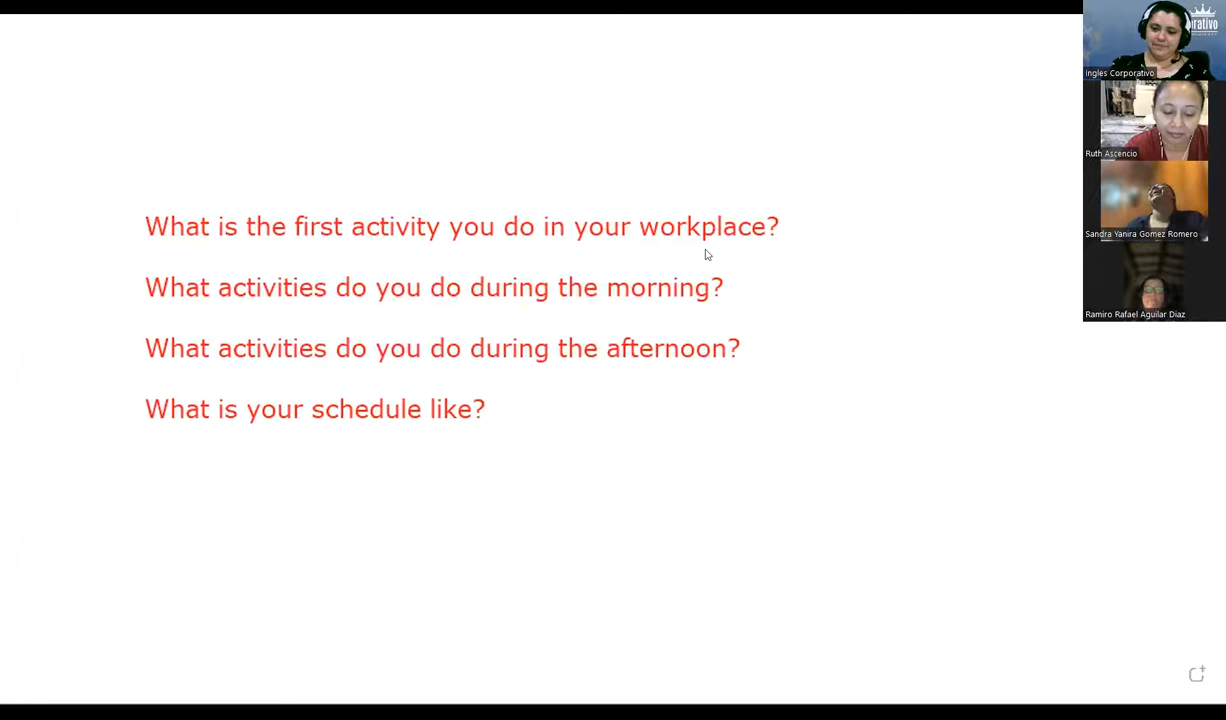 What is the first activity you do in your workplace?
What activities do you do during the morning?
What activities do you do during the afternoon?
What is your schedule like?
Ingles Corporativo
Ruth Ascencio
Sandra Yanira Gomez Romero
Ramiro Rafael Aguilar Diaz